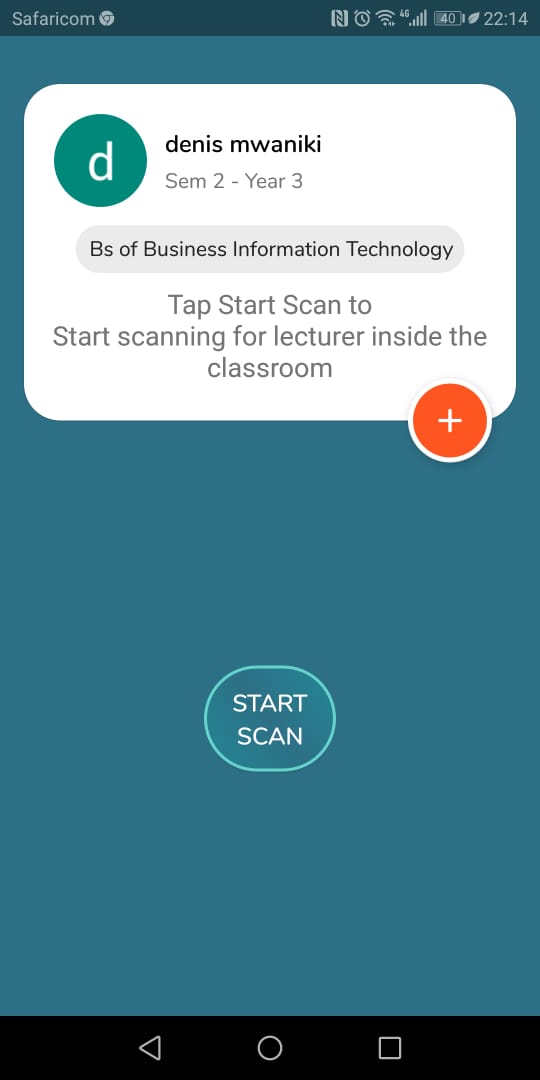 Safaricom 4G 40 22:14
d
denis mwaniki
Sem 2 - Year 3
Bs of Business Information Technology
Tap Start Scan to
Start scanning for lecturer inside the
classroom
+
START
SCAN